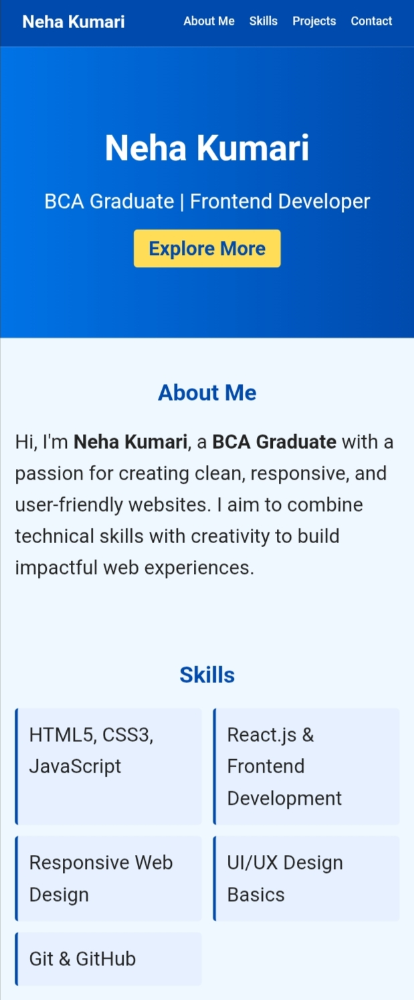 Neha Kumari
About Me Skills Projects Contact
Neha Kumari
BCA Graduate | Frontend Developer
Explore More
About Me
Hi, I'm Neha Kumari, a BCA Graduate with a
passion for creating clean, responsive, and
user-friendly websites. I aim to combine
technical skills with creativity to build
impactful web experiences.
Skills
HTML5, CSS3,
JavaScript
React.js &
Frontend
Development
Responsive Web
Design
UI/UX Design
Basics
Git & GitHub